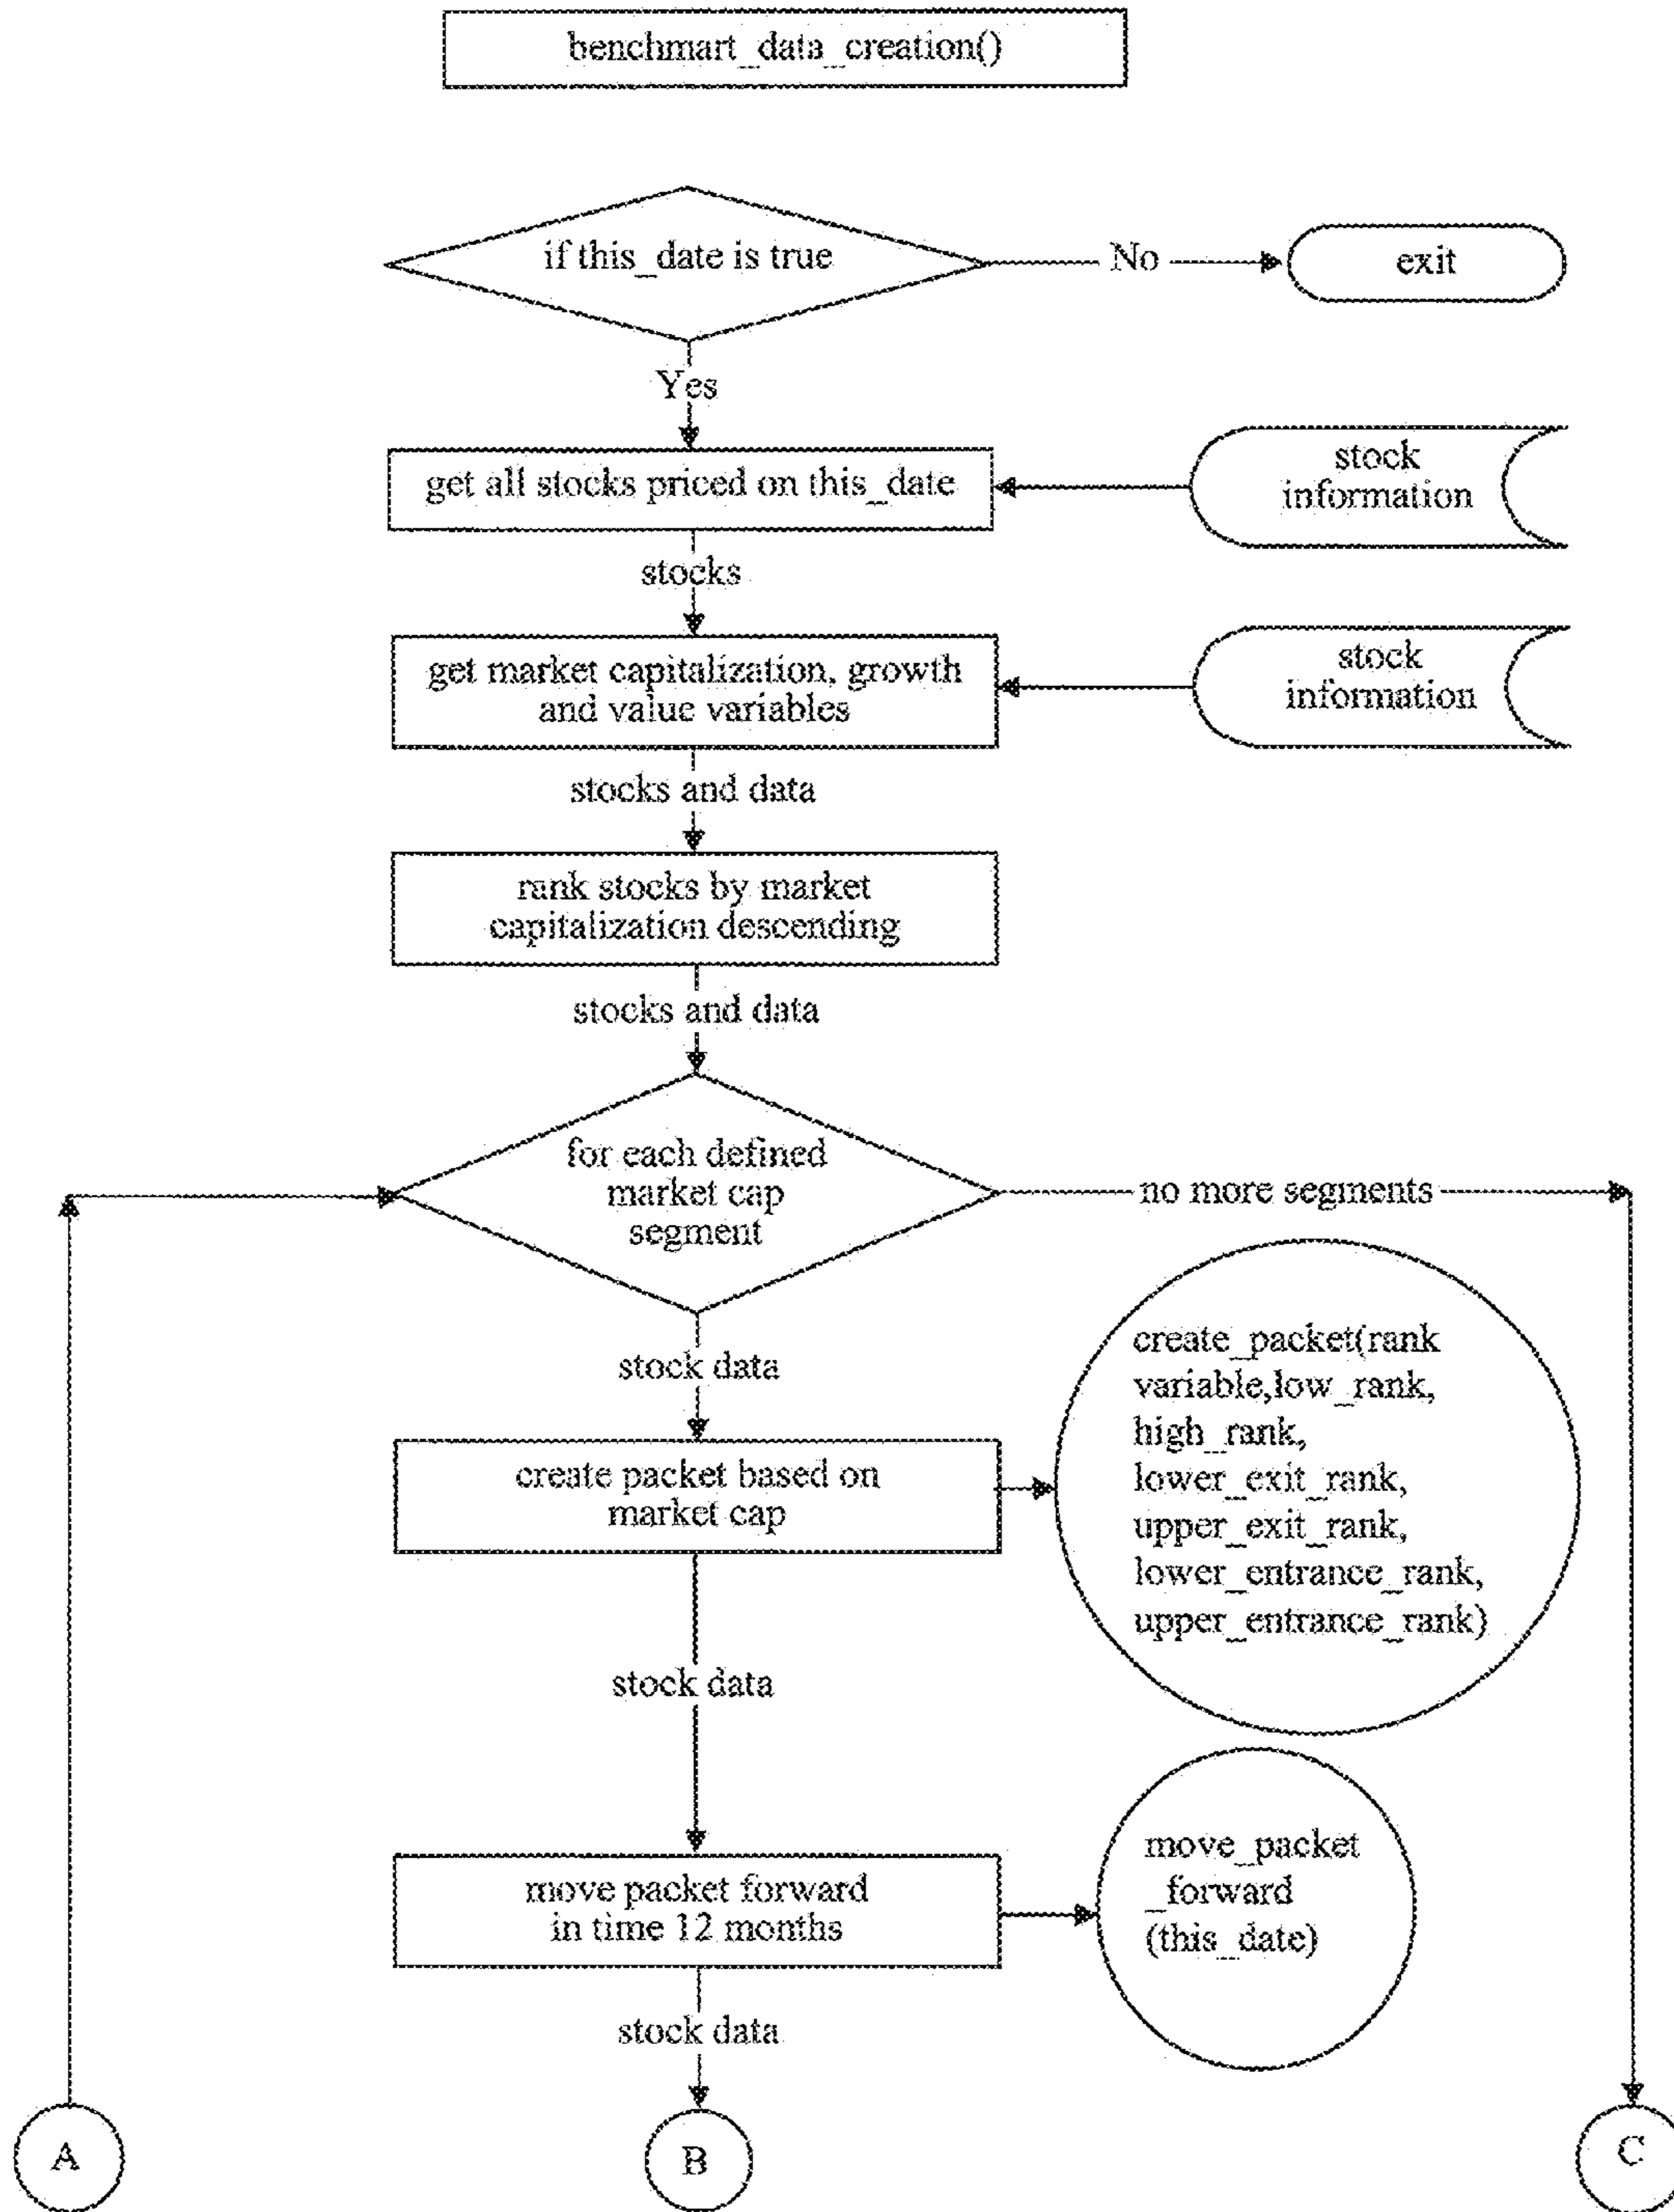 benchmart_data_creation()
if this_date is true
No
exit
Yes
get all stocks priced on this_date
stock
information
stocks
get market capitalization, growth
and value variables
stock
information
stocks and data
rank stocks by market
capitalization descending
stocks and data
for each defined
market cap
segment
no more segments
stock data
create packet based on
market cap
create_packet(rank
variable,low_rank,
high_rank,
lower_exit_rank,
upper_exit_rank,
lower_entrance_rank,
upper_entrance_rank)
stock data
move packet forward
in time 12 months
move_packet
_forward
(this_date)
stock data
A
B
C